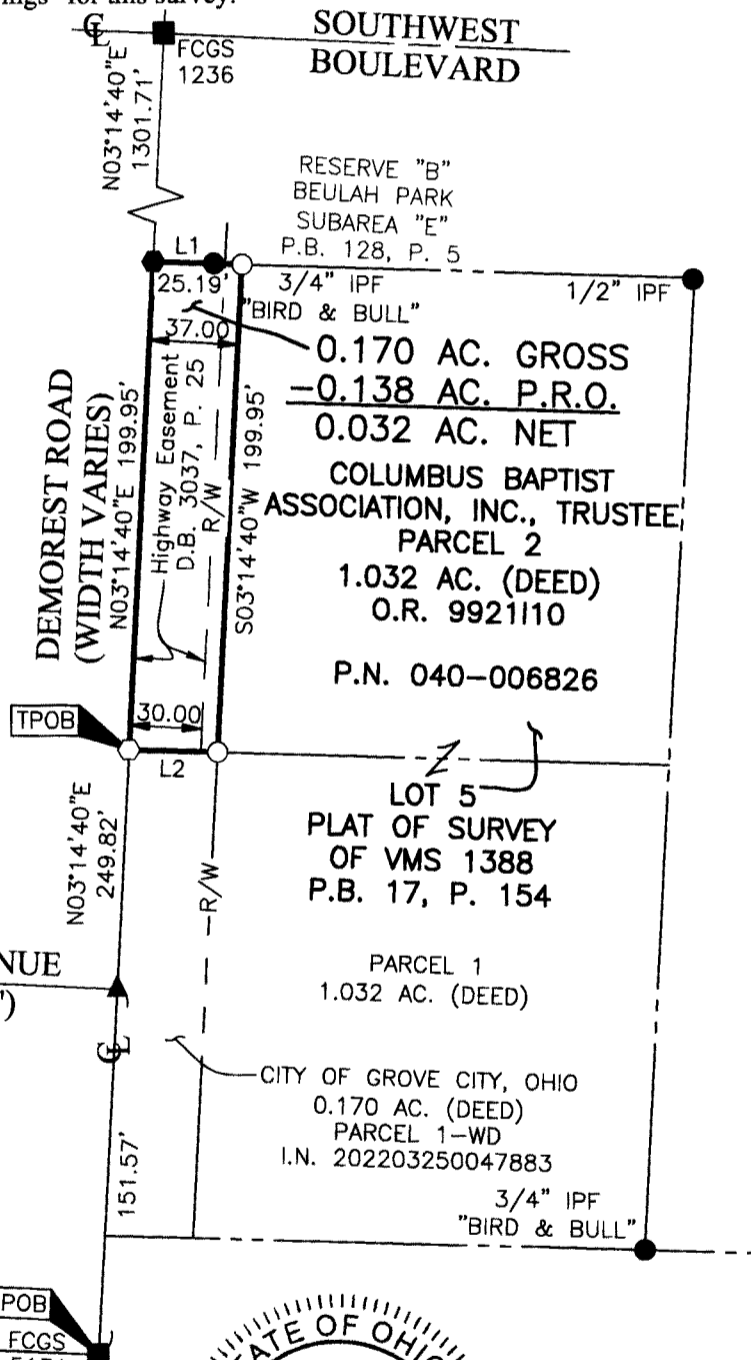 ings" for this survey.
℄
SOUTHWEST
BOULEVARD
FCGS
1236
N03°14'40"E
1301.71'
RESERVE "B"
BEULAH PARK
SUBAREA "E"
P.B. 128, P. 5
L1
25.19'
3/4" IPF
"BIRD & BULL"
1/2" IPF
37.00
0.170 AC. GROSS
-0.138 AC. P.R.O.
0.032 AC. NET
DEMOREST ROAD
(WIDTH VARIES)
N03°14'40"E 199.95'
Highway Easement
D.B. 3037, P. 25
R/W
S03°14'40"W 199.95'
COLUMBUS BAPTIST
ASSOCIATION, INC., TRUSTEE
PARCEL 2
1.032 AC. (DEED)
O.R. 9921I10
P.N. 040-006826
TPOB
30.00
L2
Z
LOT 5
PLAT OF SURVEY
OF VMS 1388
P.B. 17, P. 154
N03°14'40"E
249.82'
R/W
NUE
')
PARCEL 1
1.032 AC. (DEED)
℄
CITY OF GROVE CITY, OHIO
0.170 AC. (DEED)
PARCEL 1-WD
I.N. 202203250047883
151.57'
3/4" IPF
"BIRD & BULL"
POB
FCGS
ATE OF OHI